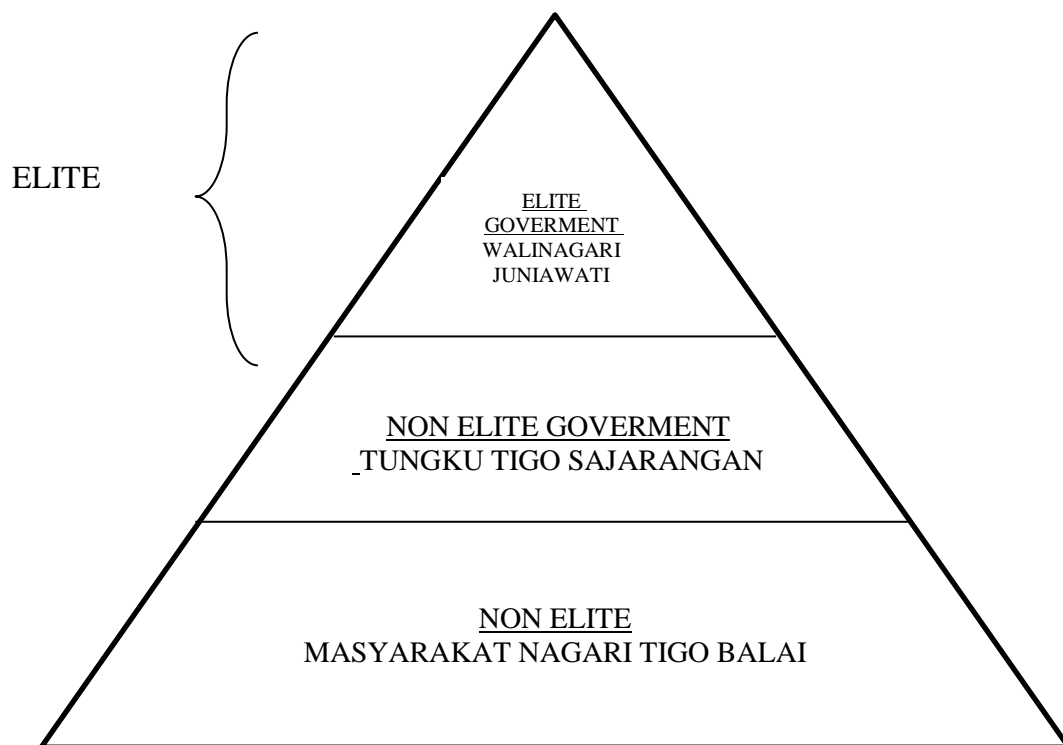 ELITE
ELITE
GOVERMENT
WALINAGARI
JUNIAWATI
NON ELITE GOVERMENT
TUNGKU TIGO SAJARANGAN
NON ELITE
MASYARAKAT NAGARI TIGO BALAI